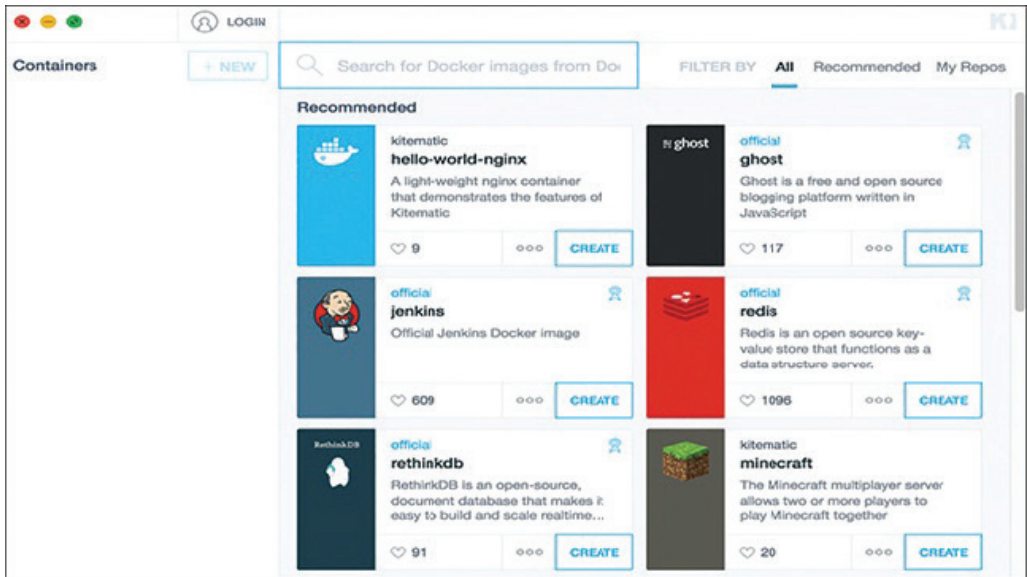 LOGIN
Containers
+ NEW
Search for Docker images from Doc
FILTER BY All Recommended My Repos
Recommended
kitematic
hello-world-nginx
A light-weight nginx container
that demonstrates the features of
Kitematic
9
CREATE
ghost
official
ghost
Ghost is a free and open source
blogging platform written in
JavaScript
117
CREATE
official
jenkins
Official Jenkins Docker image
609
CREATE
official
redis
Redis is an open source key-
value store that functions as a
data structure server.
1096
CREATE
RethinkDB
official
rethinkdb
RethinkDB is an open-source,
document database that makes it
easy to build and scale realtime...
91
CREATE
kitematic
minecraft
The Minecraft multiplayer server
allows two or more players to
play Minecraft together
20
CREATE